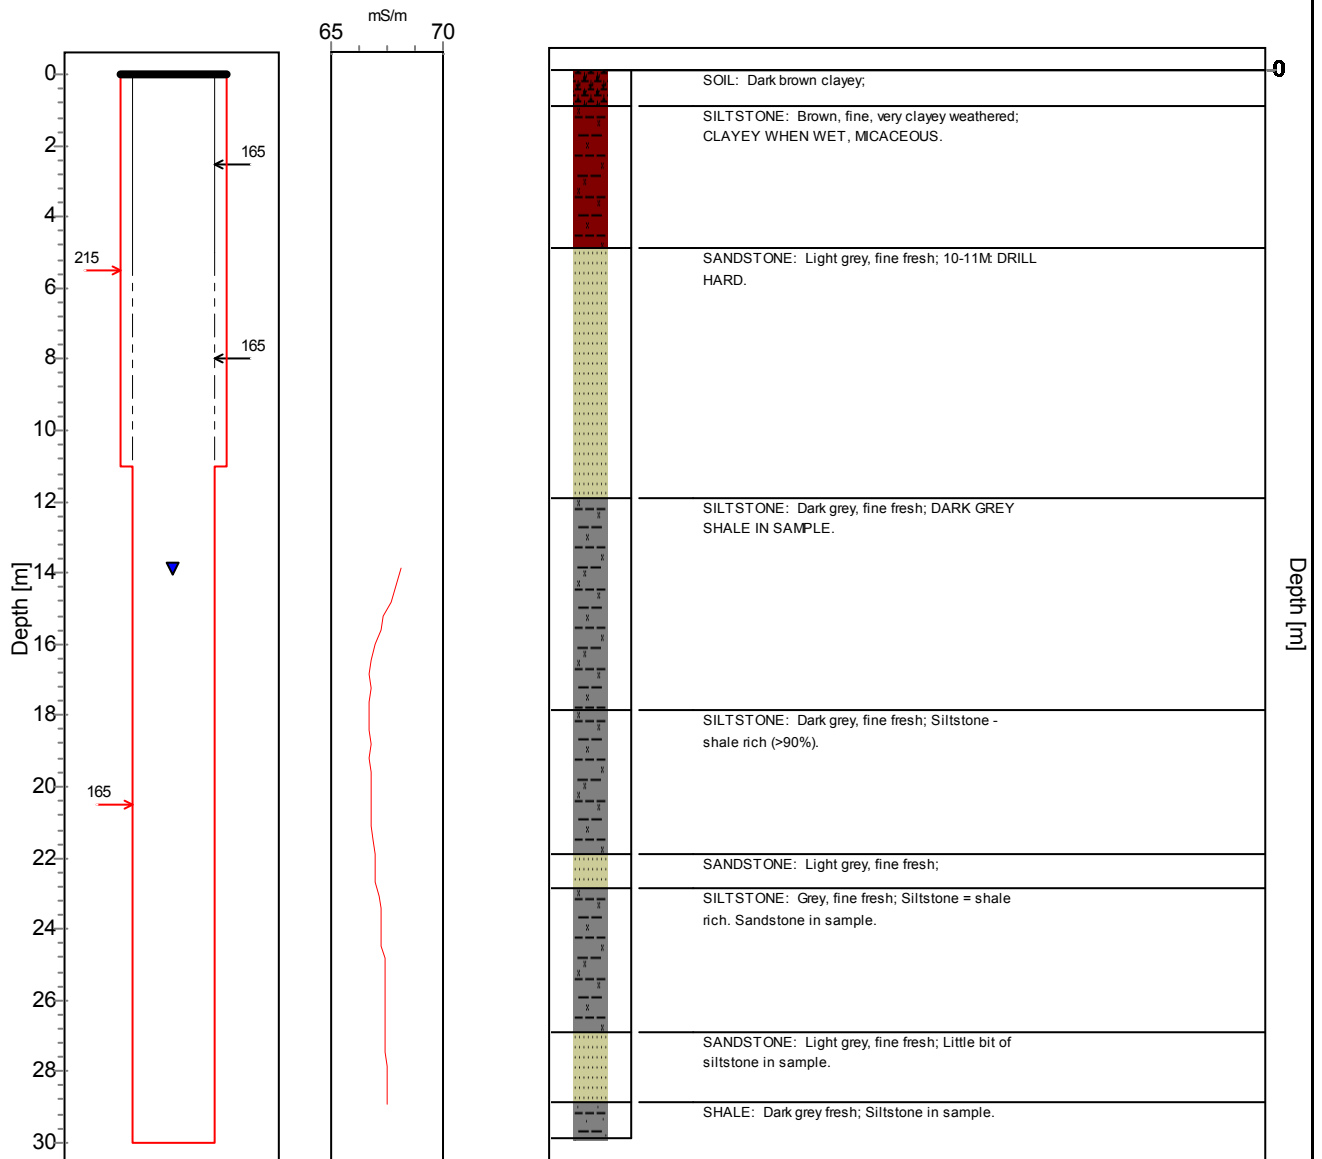 mS/m
65 70
0
2
4
6
8
10
12
14
16
18
20
22
24
26
28
30
Depth [m]
165
215
165
165
SOIL: Dark brown clayey;
SILTSTONE: Brown, fine, very clayey weathered;
CLAYEY WHEN WET, MICACEOUS.
SANDSTONE: Light grey, fine fresh; 10-11M: DRILL
HARD.
SILTSTONE: Dark grey, fine fresh; DARK GREY
SHALE IN SAMPLE.
SILTSTONE: Dark grey, fine fresh; Siltstone -
shale rich (>90%).
SANDSTONE: Light grey, fine fresh;
SILTSTONE: Grey, fine fresh; Siltstone = shale
rich. Sandstone in sample.
SANDSTONE: Light grey, fine fresh; Little bit of
siltstone in sample.
SHALE: Dark grey fresh; Siltstone in sample.
0
Depth [m]